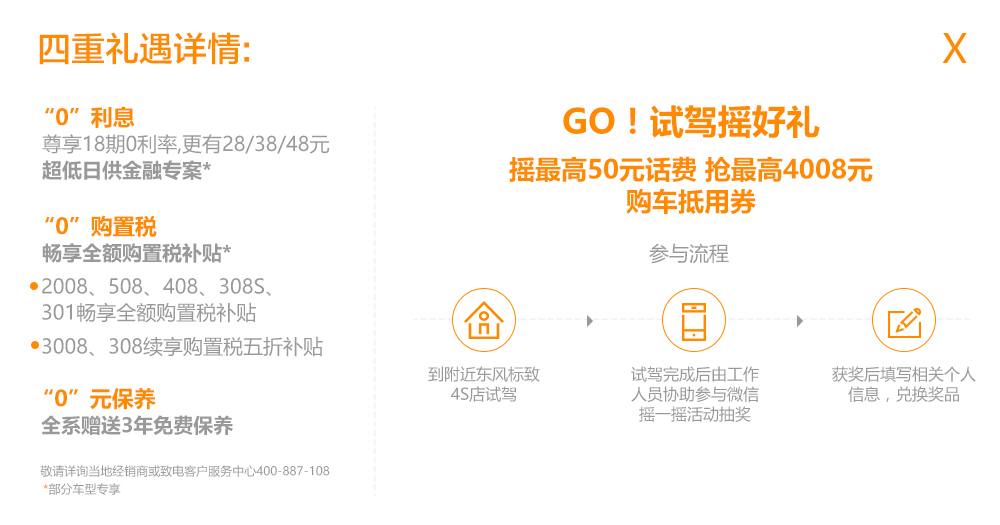 四重礼遇详情:
X
“0”利息
尊享18期0利率,更有28/38/48元
超低日供金融专案*
“0”购置税
畅享全额购置税补贴*
2008、508、408、308S、
301畅享全额购置税补贴
3008、308续享购置税五折补贴
“0”元保养
全系赠送3年免费保养
敬请详询当地经销商或致电客户服务中心400-887-108
*部分车型专享
GO！试驾摇好礼
摇最高50元话费 抢最高4008元
购车抵用券
参与流程
到附近东风标致
4S店试驾
试驾完成后由工作
人员协助参与微信
摇一摇活动抽奖
获奖后填写相关个人
信息，兑换奖品